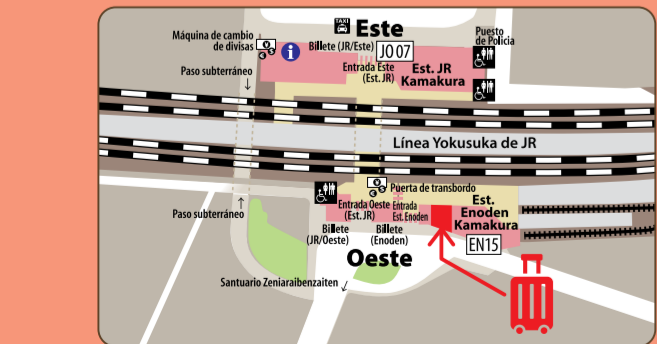 TAXI
Este
Máquina de cambio
de divisas
i
Billete (JR/Este)
JO 07
Puesto
de Policía
Paso subterráneo
Entrada Este
(Est. JR)
Est. JR
Kamakura
Línea Yokusuka de JR
Puerta de transbordo
Paso subterráneo
Entrada Oeste
(Est. JR)
Entrada
Est. Enoden
Est.
Enoden
Kamakura
EN15
Billete
(JR/Oeste)
Billete
(Enoden)
Oeste
Santuario Zeniaraibenzaiten